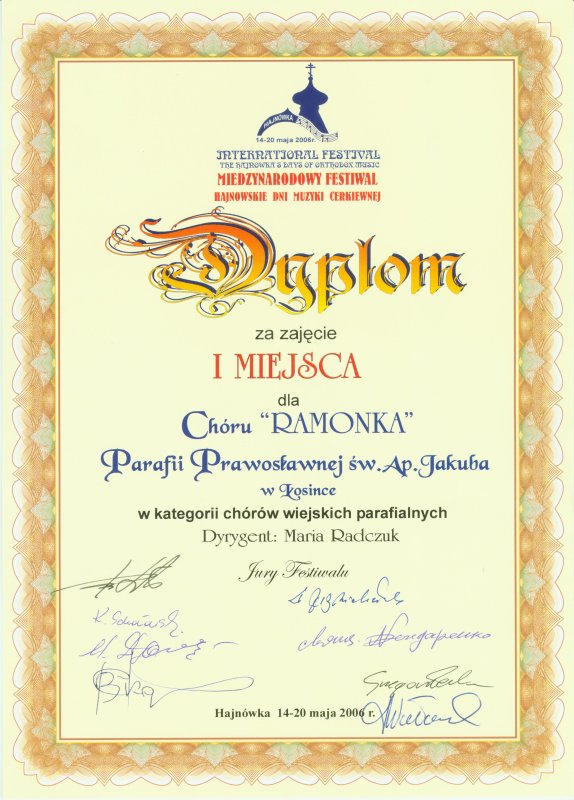 HAJNÓWKA
14-20 maja 2006r.
INTERNATIONAL FESTIVAL
THE HAJNÓWKA'S DAYS OF ORTHODOX MUSIC
MIĘDZYNARODOWY FESTIWAL
HAJNOWSKIE DNI MUZYKI CERKIEWNEJ
Dyplom
za zajęcie
I MIEJSCA
dla
Chóru "RAMONKA"
Parafii Prawosławnej św. Ap. Jakuba
w Łosince
w kategorii chórów wiejskich parafialnych
Dyrygent: Maria Radczuk
Jury Festiwalu
Hajnówka 14-20 maja 2006 r.